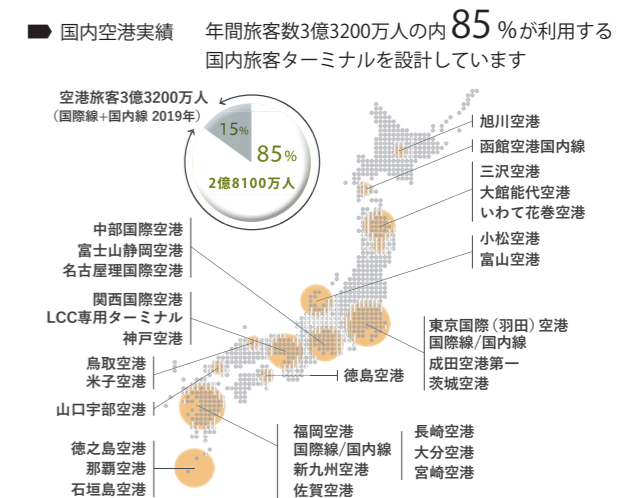 国内空港実績
年間旅客数3億3200万人の内85%が利用する
国内旅客ターミナルを設計しています
空港旅客3億3200万人
(国際線+国内線 2019年)
15%
85%
2億8100万人
旭川空港
函館空港国内線
三沢空港
大館能代空港
いわて花巻空港
小松空港
富山空港
中部国際空港
富士山静岡空港
名古屋理国際空港
関西国際空港
LCC専用ターミナル
神戸空港
東京国際(羽田)空港
国際線/国内線
成田空港第一
茨城空港
鳥取空港
米子空港
徳島空港
山口宇部空港
福岡空港
国際線/国内線
新九州空港
佐賀空港
長崎空港
大分空港
宮崎空港
徳之島空港
那覇空港
石垣島空港